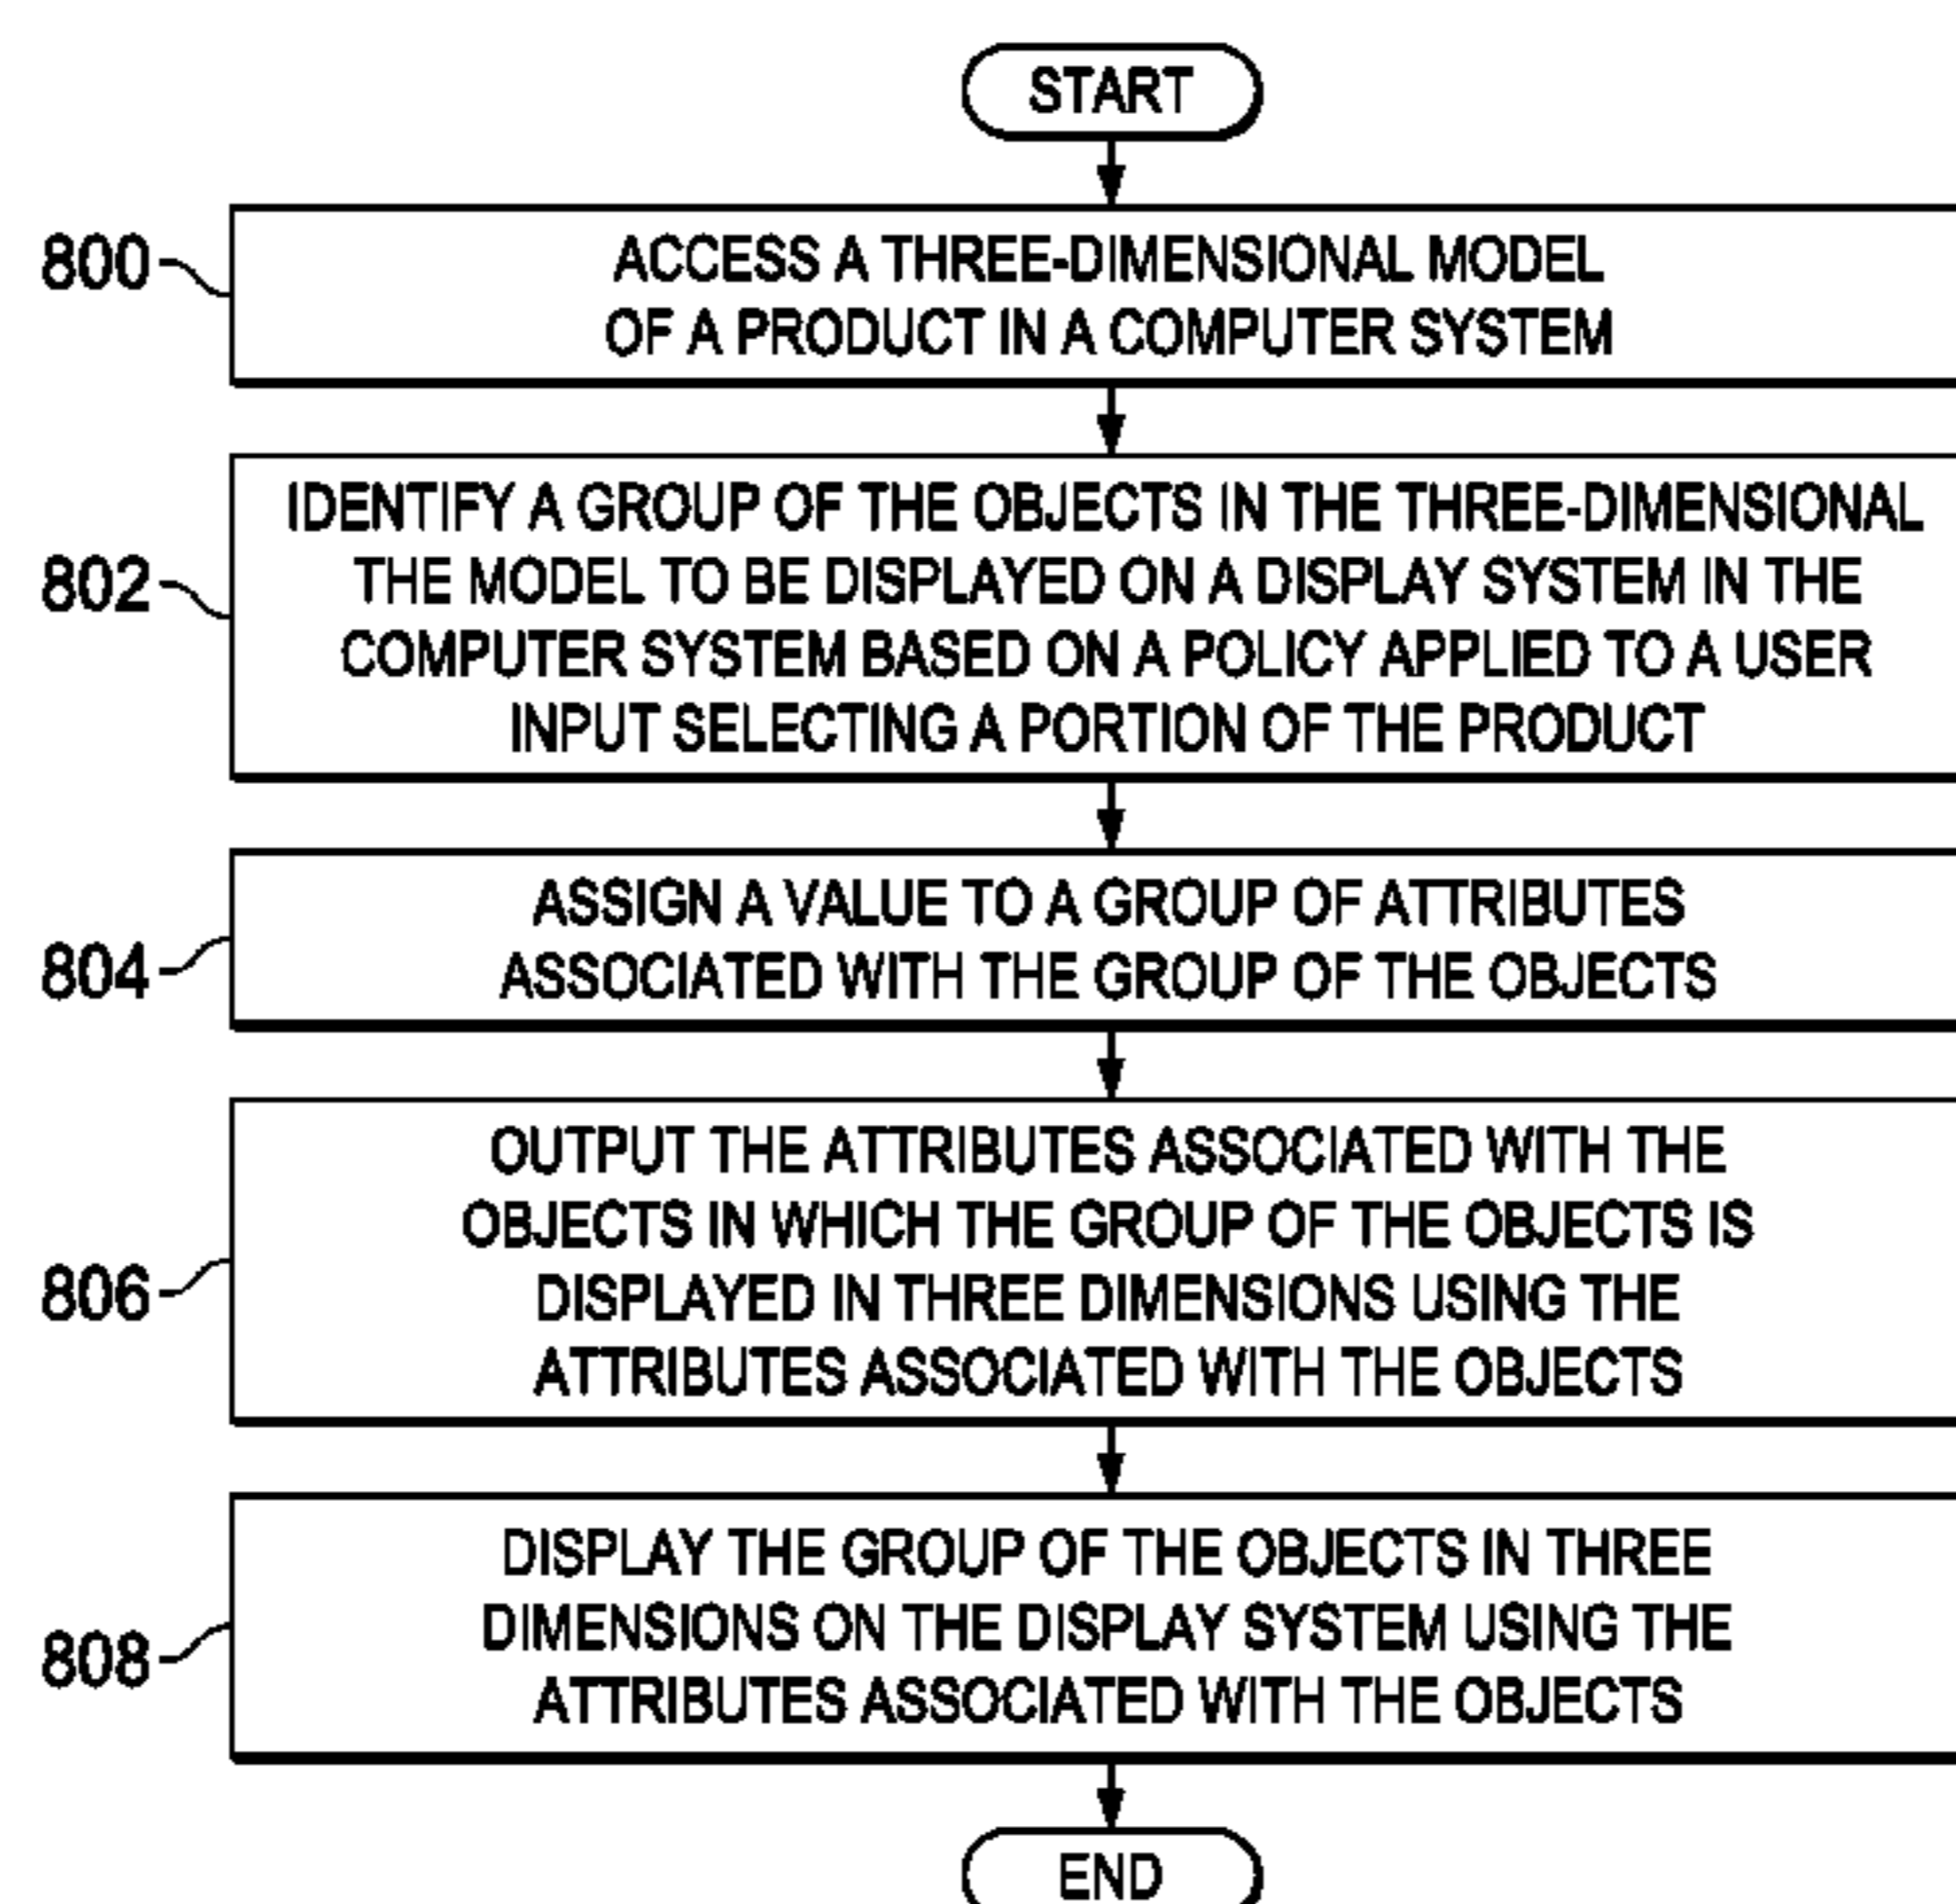 START
800
ACCESS A THREE-DIMENSIONAL MODEL
OF A PRODUCT IN A COMPUTER SYSTEM
802
IDENTIFY A GROUP OF THE OBJECTS IN THE THREE-DIMENSIONAL
THE MODEL TO BE DISPLAYED ON A DISPLAY SYSTEM IN THE
COMPUTER SYSTEM BASED ON A POLICY APPLIED TO A USER
INPUT SELECTING A PORTION OF THE PRODUCT
804
ASSIGN A VALUE TO A GROUP OF ATTRIBUTES
ASSOCIATED WITH THE GROUP OF THE OBJECTS
806
OUTPUT THE ATTRIBUTES ASSOCIATED WITH THE
OBJECTS IN WHICH THE GROUP OF THE OBJECTS IS
DISPLAYED IN THREE DIMENSIONS USING THE
ATTRIBUTES ASSOCIATED WITH THE OBJECTS
808
DISPLAY THE GROUP OF THE OBJECTS IN THREE
DIMENSIONS ON THE DISPLAY SYSTEM USING THE
ATTRIBUTES ASSOCIATED WITH THE OBJECTS
END